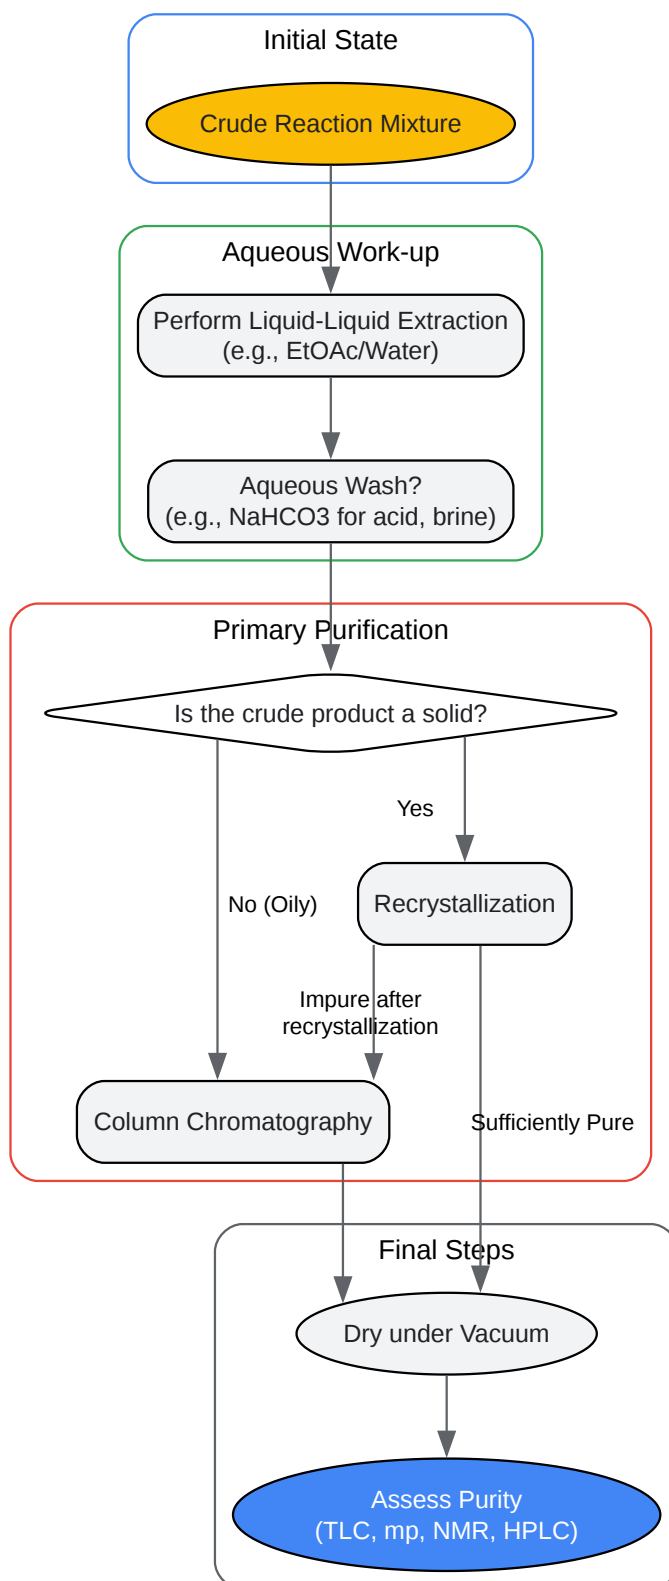 Initial State
Crude Reaction Mixture
Aqueous Work-up
Perform Liquid-Liquid Extraction
(e.g., EtOAc/Water)
Aqueous Wash?
(e.g., NaHCO3 for acid, brine)
Primary Purification
Is the crude product a solid?
Yes
No (Oily)
Recrystallization
Impure after
recrystallization
Column Chromatography
Sufficiently Pure
Final Steps
Dry under Vacuum
Assess Purity
(TLC, mp, NMR, HPLC)